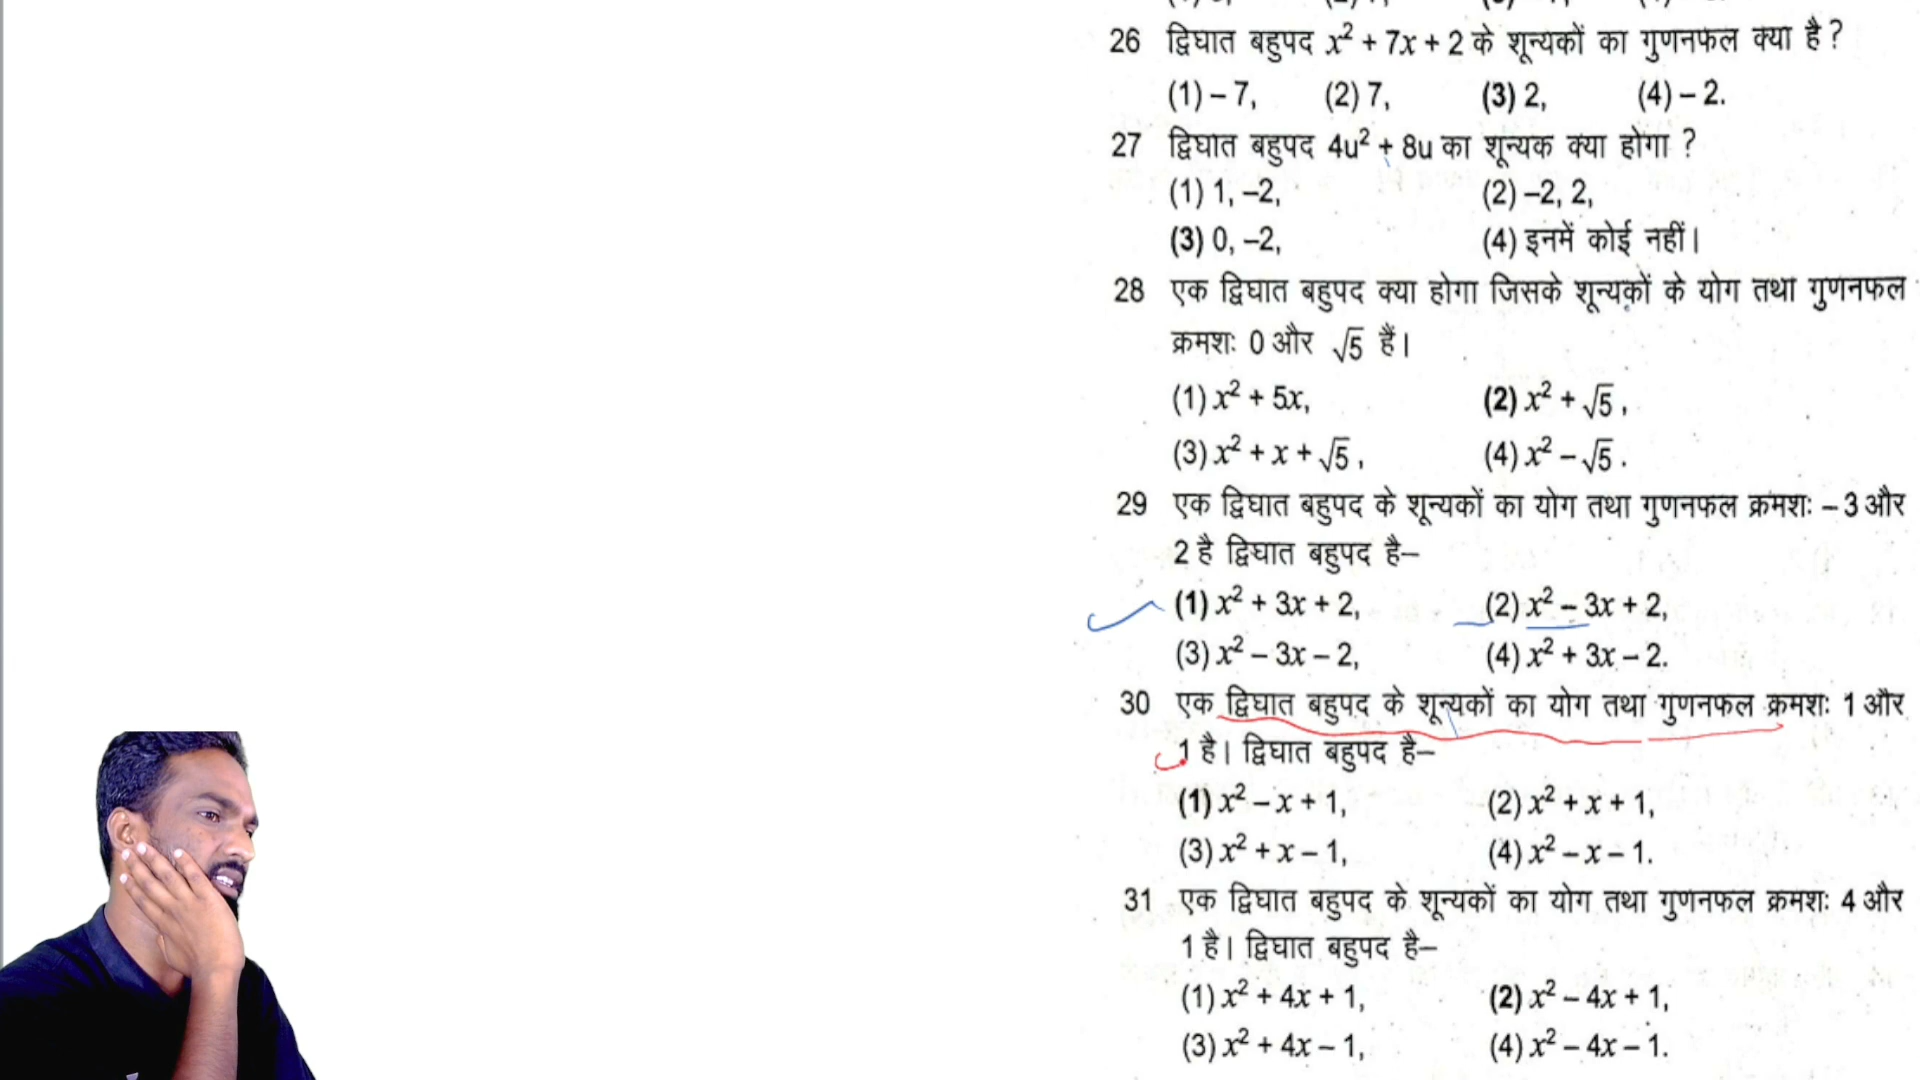 26 द्विघात बहुपद x² + 7x + 2 के शून्यकों का गुणनफल क्या है ?
(1) – 7, (2) 7, (3) 2, (4) – 2.
27 द्विघात बहुपद 4u² + 8u का शून्यक क्या होगा ?
(1) 1, –2, (2) –2, 2,
(3) 0, –2, (4) इनमें कोई नहीं।
28 एक द्विघात बहुपद क्या होगा जिसके शून्यकों के योग तथा गुणनफल
क्रमशः 0 और √5 हैं।
(1) x² + 5x, (2) x² + √5,
(3) x² + x + √5, (4) x² – √5.
29 एक द्विघात बहुपद के शून्यकों का योग तथा गुणनफल क्रमशः – 3 और
2 है द्विघात बहुपद है–
(1) x² + 3x + 2, (2) x² – 3x + 2,
(3) x² – 3x – 2, (4) x² + 3x – 2.
30 एक द्विघात बहुपद के शून्यकों का योग तथा गुणनफल क्रमशः 1 और
1 है। द्विघात बहुपद है–
(1) x² – x + 1, (2) x² + x + 1,
(3) x² + x – 1, (4) x² – x – 1.
31 एक द्विघात बहुपद के शून्यकों का योग तथा गुणनफल क्रमशः 4 और
1 है। द्विघात बहुपद है–
(1) x² + 4x + 1, (2) x² – 4x + 1,
(3) x² + 4x – 1, (4) x² – 4x – 1.